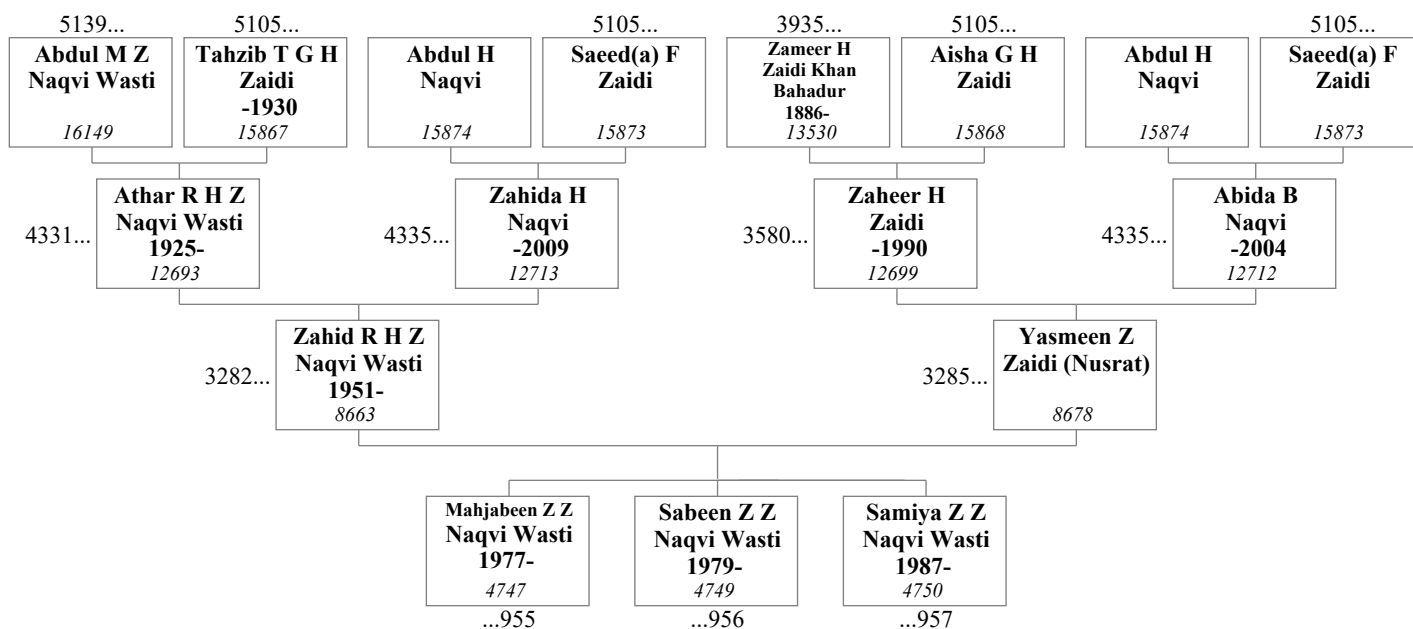 5139...
5105...
5105...
3935...
5105...
5105...
Abdul M Z
Naqvi Wasti
16149
Tahzib T G H
Zaidi
-1930
15867
Abdul H
Naqvi
15874
Saeed(a) F
Zaidi
15873
Zameer H
Zaidi Khan
Bahadur
1886-
13530
Aisha G H
Zaidi
15868
Abdul H
Naqvi
15874
Saeed(a) F
Zaidi
15873
4331...
Athar R H Z
Naqvi Wasti
1925-
12693
4335...
Zahida H
Naqvi
-2009
12713
3580...
Zaheer H
Zaidi
-1990
12699
4335...
Abida B
Naqvi
-2004
12712
3282...
Zahid R H Z
Naqvi Wasti
1951-
8663
3285...
Yasmeen Z
Zaidi (Nusrat)
8678
Mahjabeen Z Z
Naqvi Wasti
1977-
4747
...955
Sabeen Z Z
Naqvi Wasti
1979-
4749
...956
Samiya Z Z
Naqvi Wasti
1987-
4750
...957